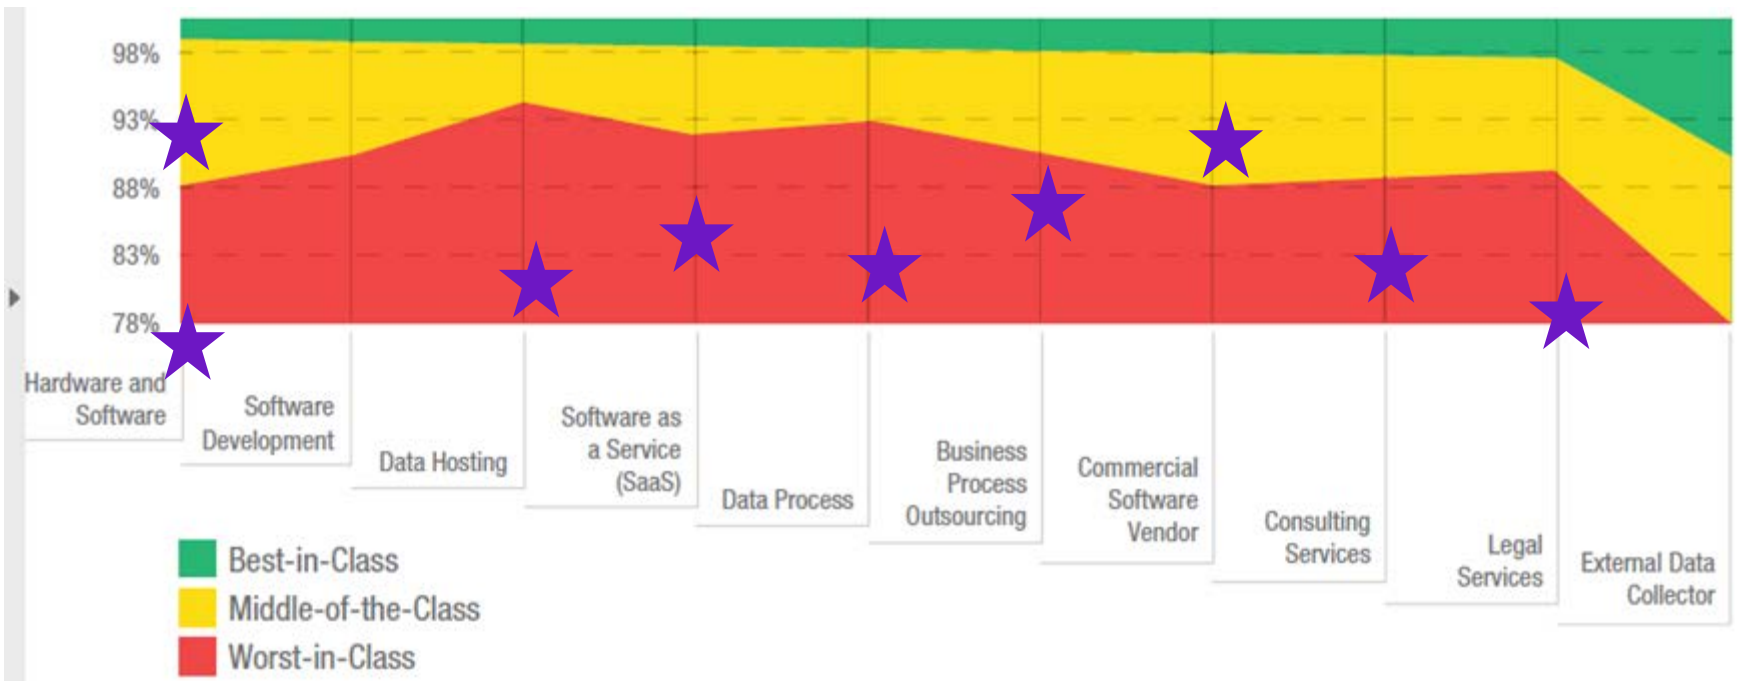 98%
93%
88%
83%
78%
Hardware and
Software
Software
Development
Data Hosting
Software as
a Service
(SaaS)
Data Process
Business
Process
Outsourcing
Commercial
Software
Vendor
Consulting
Services
Legal
Services
External Data
Collector
Best-in-Class
Middle-of-the-Class
Worst-in-Class